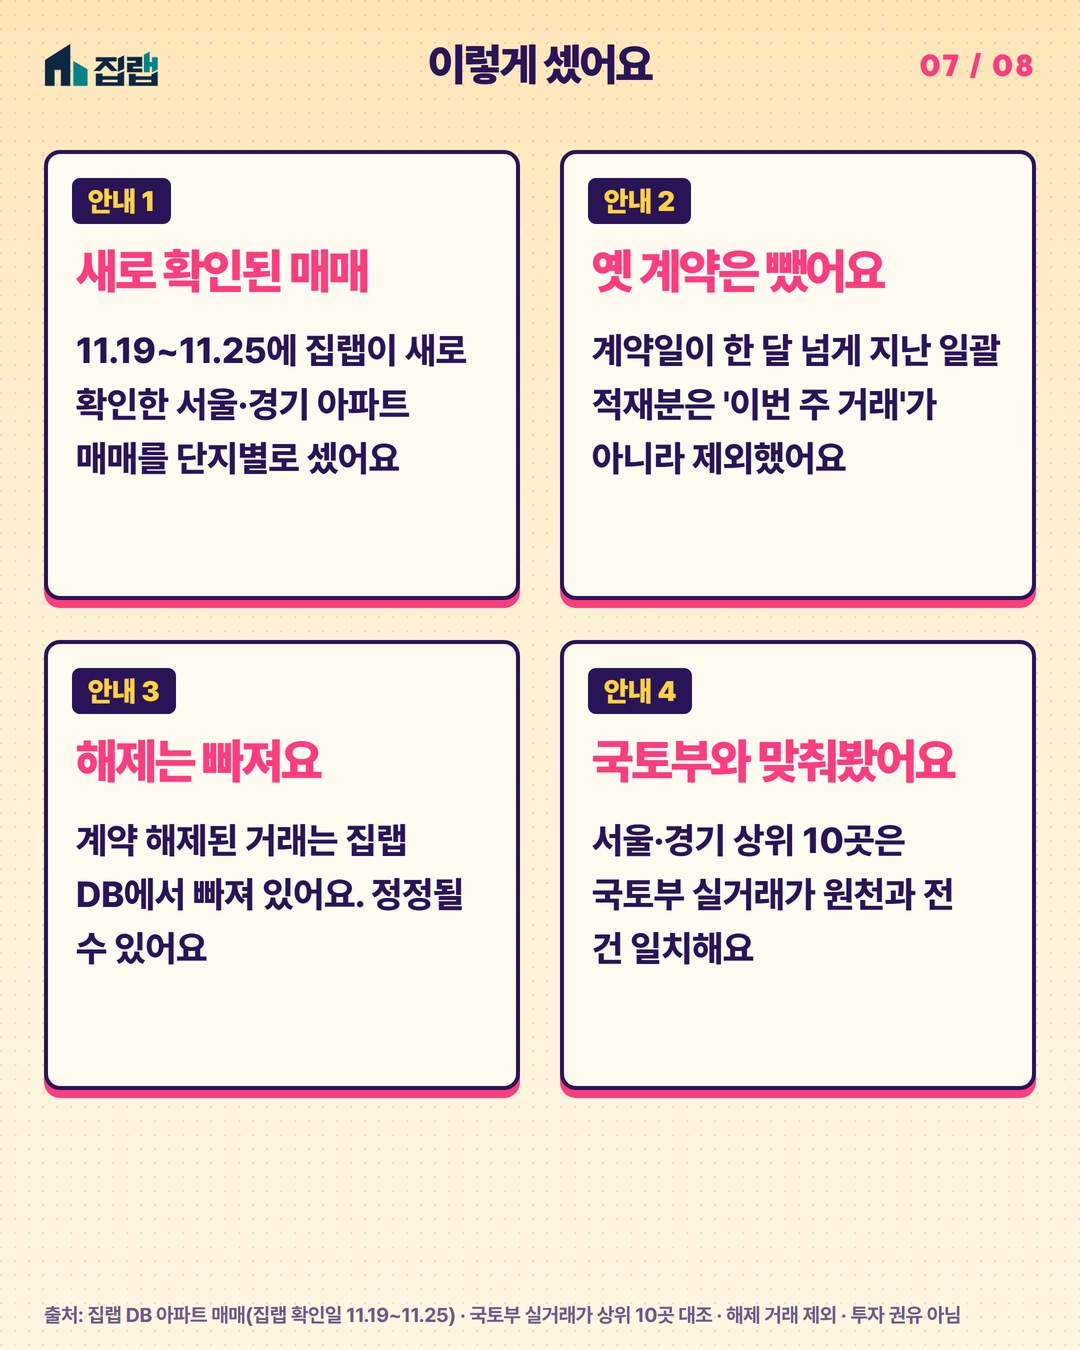 집랩
이렇게 셌어요
07 / 08
안내 1
새로 확인된 매매
11.19~11.25에 집랩이 새로
확인한 서울·경기 아파트
매매를 단지별로 셌어요
안내 2
옛 계약은 뺐어요
계약일이 한 달 넘게 지난 일괄
적재분은 '이번 주 거래'가
아니라 제외했어요
안내 3
해제는 빠져요
계약 해제된 거래는 집랩
DB에서 빠져 있어요. 정정될
수 있어요
안내 4
국토부와 맞춰봤어요
서울·경기 상위 10곳은
국토부 실거래가 원천과 전
건 일치해요
출처: 집랩 DB 아파트 매매(집랩 확인일 11.19~11.25) · 국토부 실거래가 상위 10곳 대조 · 해제 거래 제외 · 투자 권유 아님